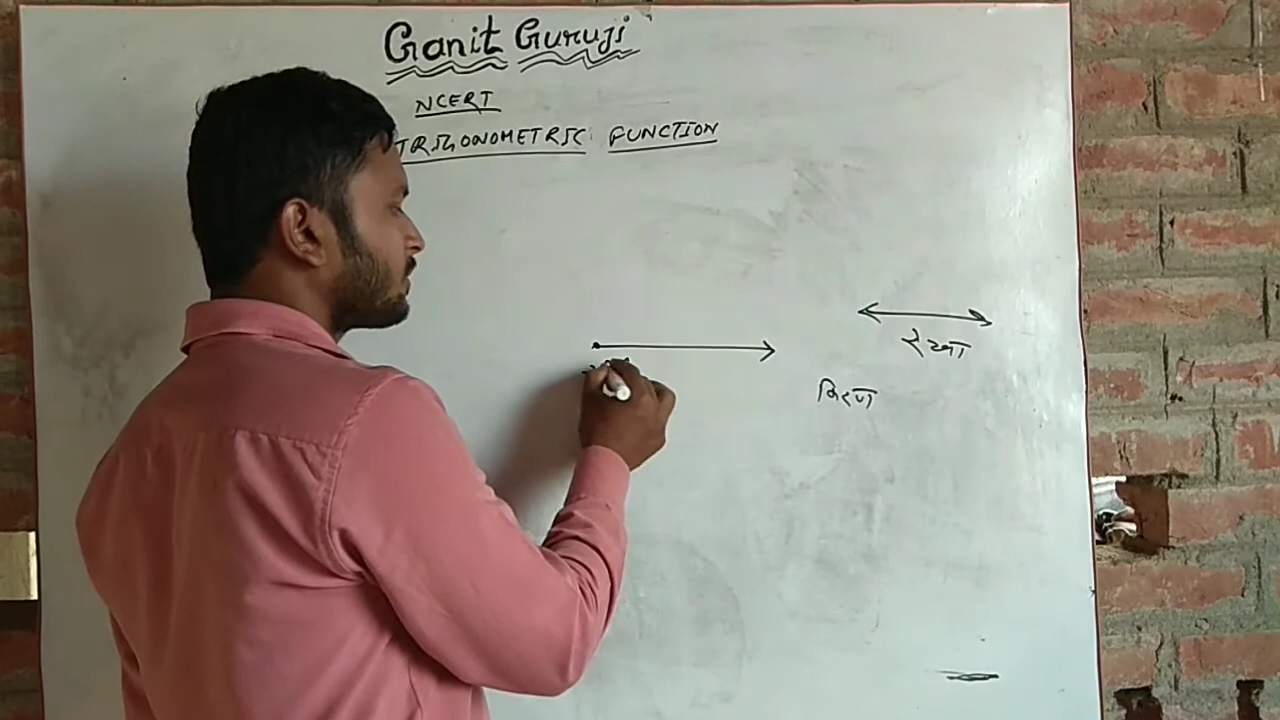 Ganit Guruji
NCERT
TRIGONOMETRIC FUNCTION
रेखा
किरण